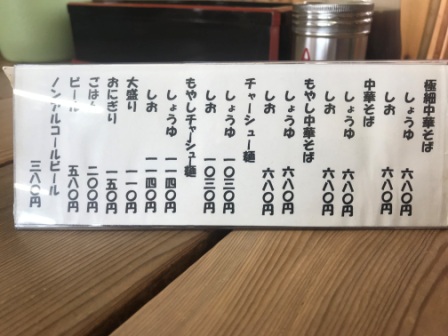 極細中華そば
しょうゆ 六八〇円
しお 六八〇円
中華そば
しょうゆ 六八〇円
しお 六八〇円
もやし中華そば
しょうゆ 六八〇円
しお 六八〇円
チャーシュー麺
しょうゆ 一〇三〇円
しお 一〇三〇円
もやしチャーシュー麺
しょうゆ 一一四〇円
しお 一一四〇円
大盛り 一一〇円
おにぎり 一五〇円
ごはん 二〇〇円
ビール 五八〇円
ノンアルコールビール 三八〇円